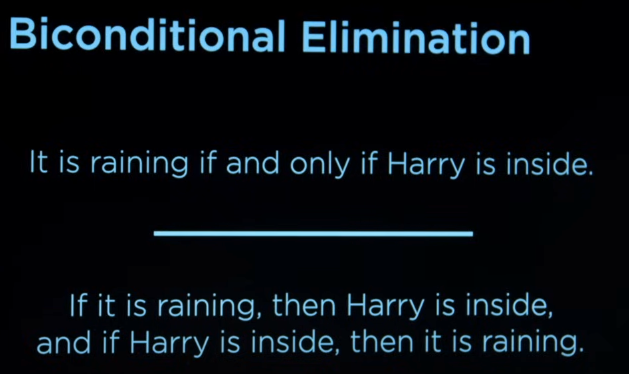 Biconditional Elimination
It is raining if and only if Harry is inside.
If it is raining, then Harry is inside,
and if Harry is inside, then it is raining.